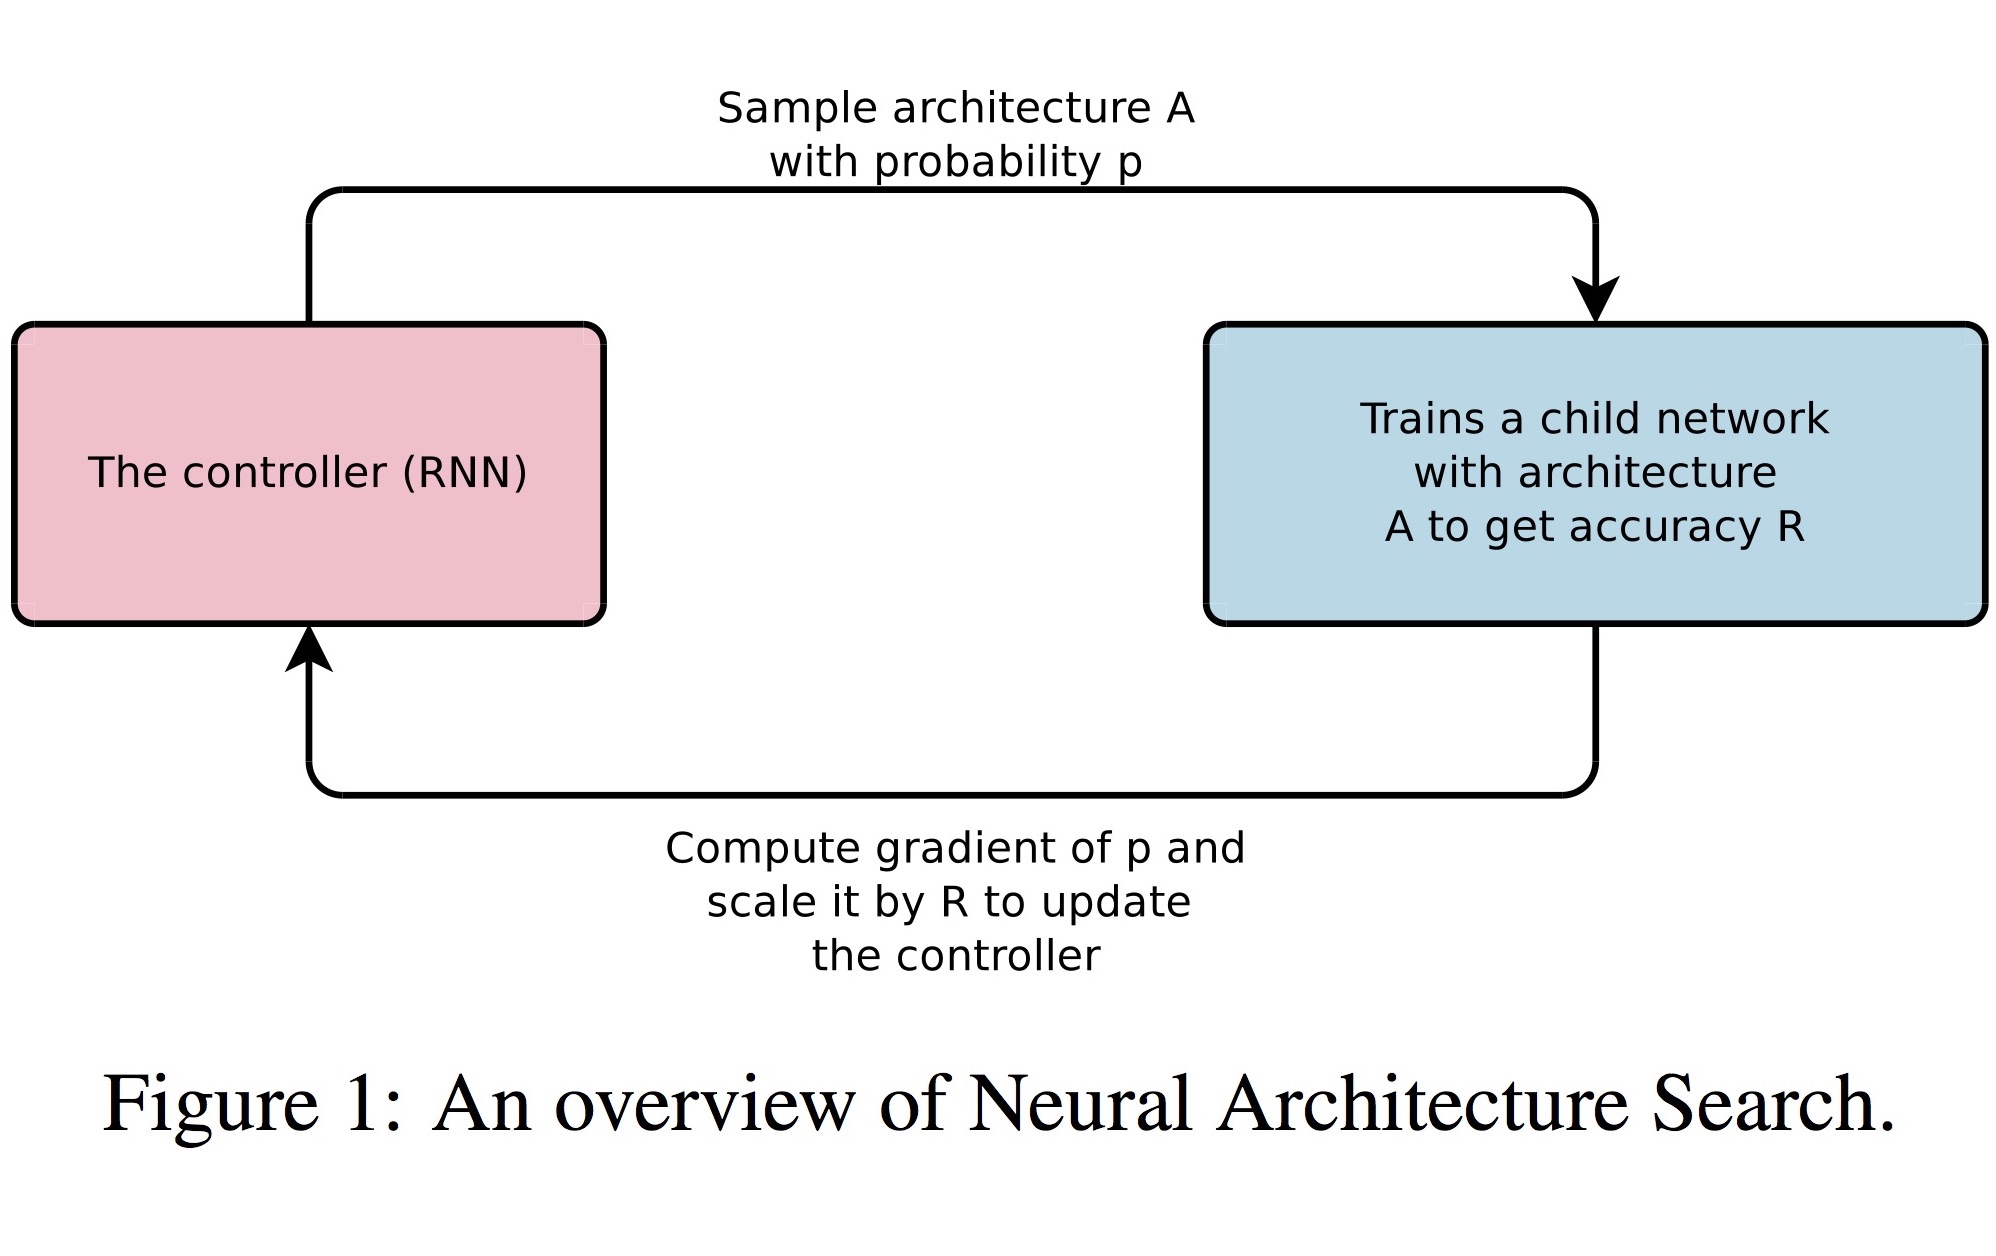 Sample architecture A
with probability p
The controller (RNN)
Trains a child network
with architecture
A to get accuracy R
Compute gradient of p and
scale it by R to update
the controller
Figure 1: An overview of Neural Architecture Search.